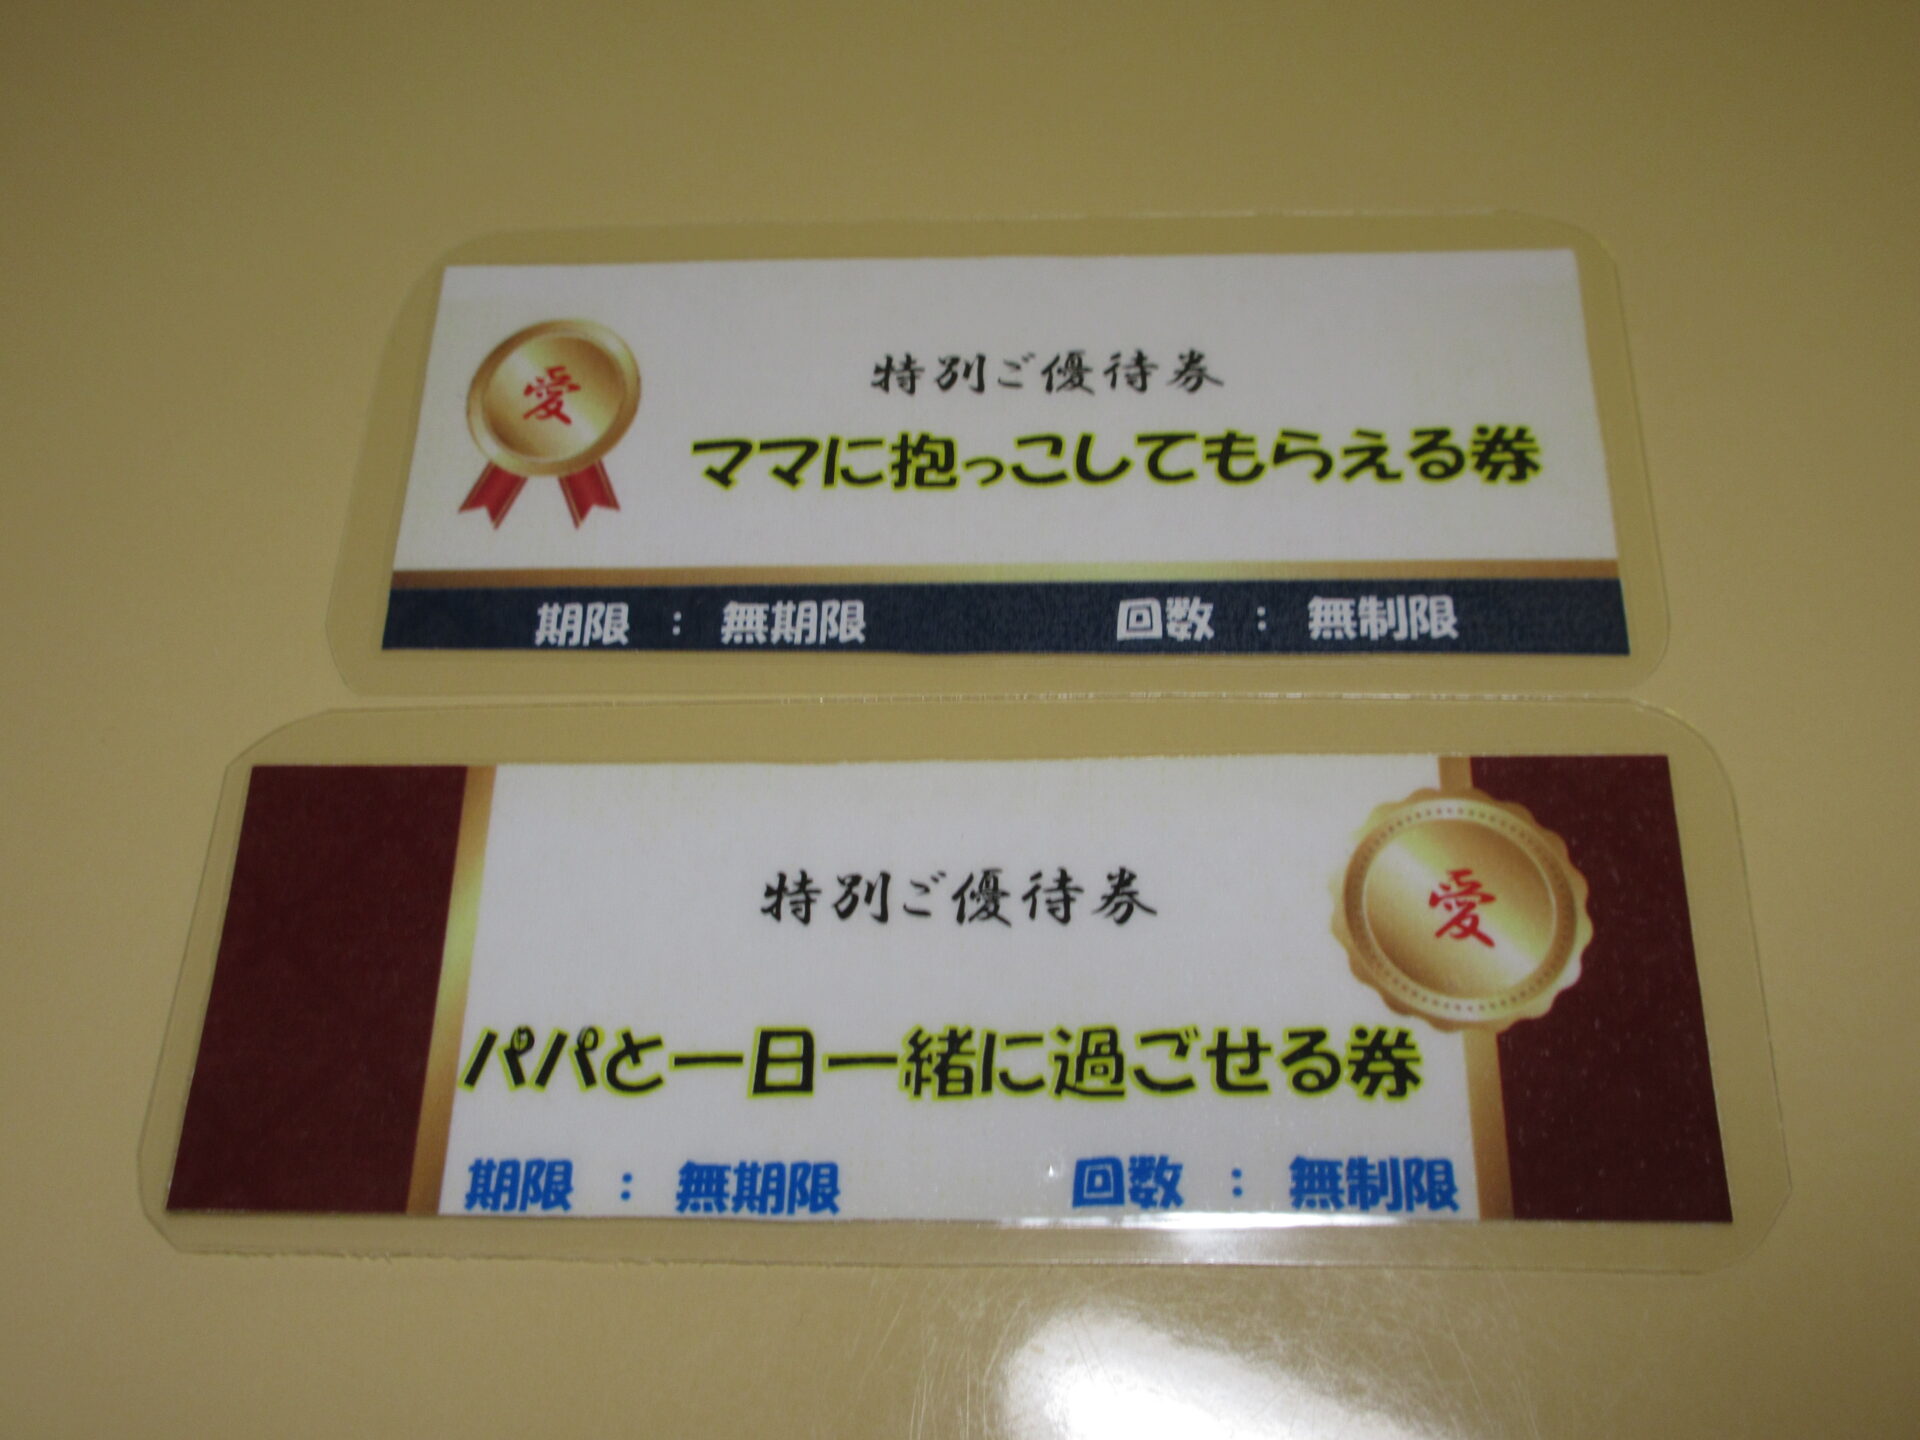 特別ご優待券
愛
ママに抱っこしてもらえる券
期限 : 無期限 回数 : 無制限
特別ご優待券
愛
パパと一日一緒に過ごせる券
期限 : 無期限 回数 : 無制限